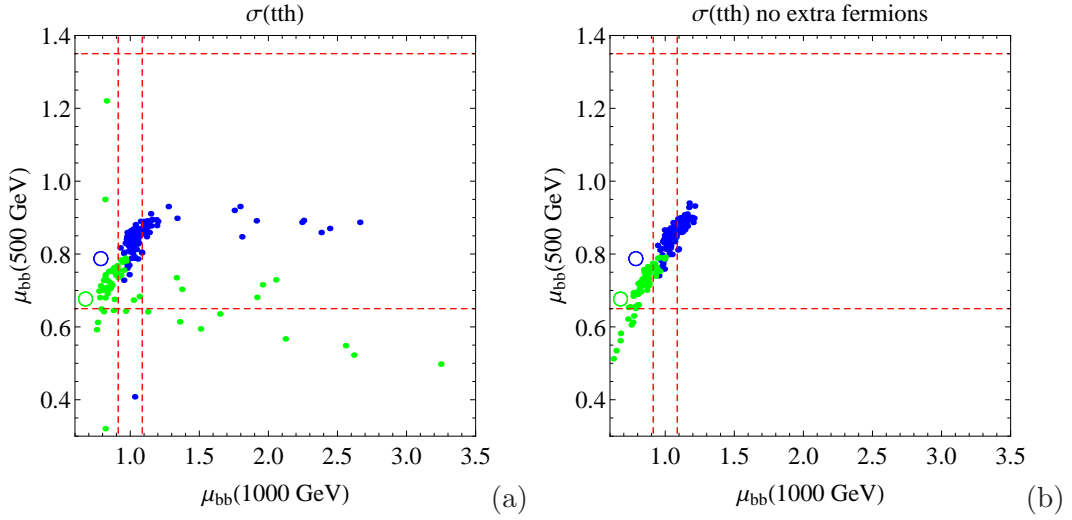 σ(tth)
μbb(500 GeV)
1.4
1.2
1.0
0.8
0.6
0.4
1.0 1.5 2.0 2.5 3.0 3.5
μbb(1000 GeV)
(a)
σ(tth) no extra fermions
μbb(500 GeV)
1.4
1.2
1.0
0.8
0.6
0.4
1.0 1.5 2.0 2.5 3.0 3.5
μbb(1000 GeV)
(b)